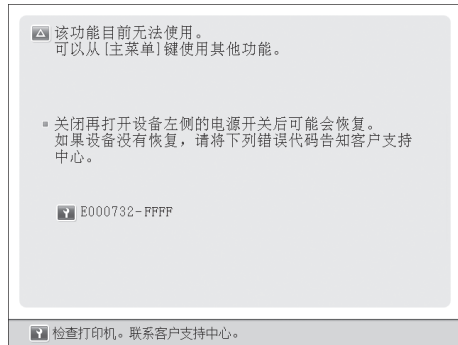 该功能目前无法使用。
可以从[主菜单]键使用其他功能。
关闭再打开设备左侧的电源开关后可能会恢复。
如果设备没有恢复，请将下列错误代码告知客户支持
中心。
E000732-FFFF
检查打印机。联系客户支持中心。